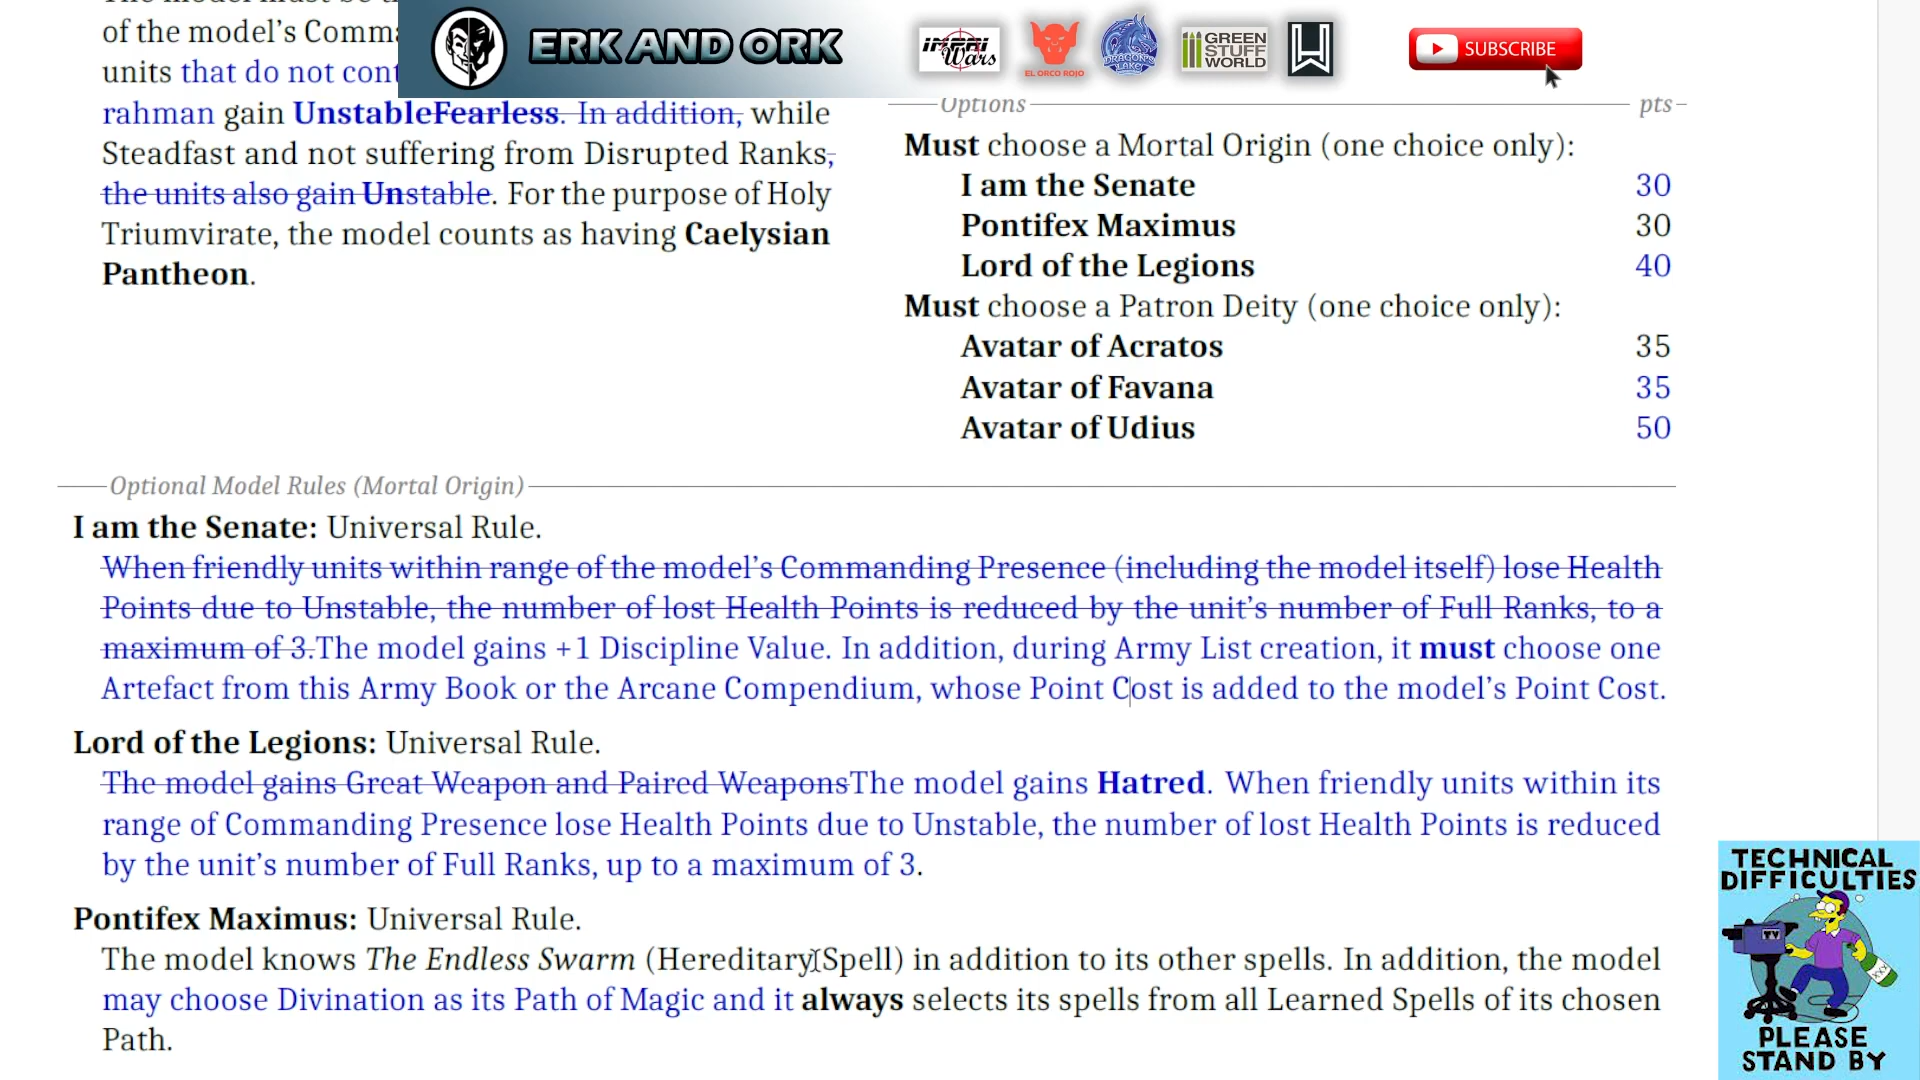 ERK AND ORK
IMPAI Wars
EL ORCO ROJO
DRAGON'S LAKE
GREEN STUFF WORLD
SUBSCRIBE
of the model's Comma
units that do not cont
rahman gain UnstableFearless. In addition, while
Steadfast and not suffering from Disrupted Ranks,
the units also gain Unstable. For the purpose of Holy
Triumvirate, the model counts as having Caelysian
Pantheon.
Options pts
Must choose a Mortal Origin (one choice only):
I am the Senate 30
Pontifex Maximus 30
Lord of the Legions 40
Must choose a Patron Deity (one choice only):
Avatar of Acratos 35
Avatar of Favana 35
Avatar of Udius 50
Optional Model Rules (Mortal Origin)
I am the Senate: Universal Rule.
When friendly units within range of the model's Commanding Presence (including the model itself) lose Health
Points due to Unstable, the number of lost Health Points is reduced by the unit's number of Full Ranks, to a
maximum of 3.The model gains +1 Discipline Value. In addition, during Army List creation, it must choose one
Artefact from this Army Book or the Arcane Compendium, whose Point Cost is added to the model's Point Cost.
Lord of the Legions: Universal Rule.
The model gains Great Weapon and Paired WeaponsThe model gains Hatred. When friendly units within its
range of Commanding Presence lose Health Points due to Unstable, the number of lost Health Points is reduced
by the unit's number of Full Ranks, up to a maximum of 3.
Pontifex Maximus: Universal Rule.
The model knows The Endless Swarm (Hereditary Spell) in addition to its other spells. In addition, the model
may choose Divination as its Path of Magic and it always selects its spells from all Learned Spells of its chosen
Path.
TECHNICAL
DIFFICULTIES
TV
XXX
PLEASE
STAND BY